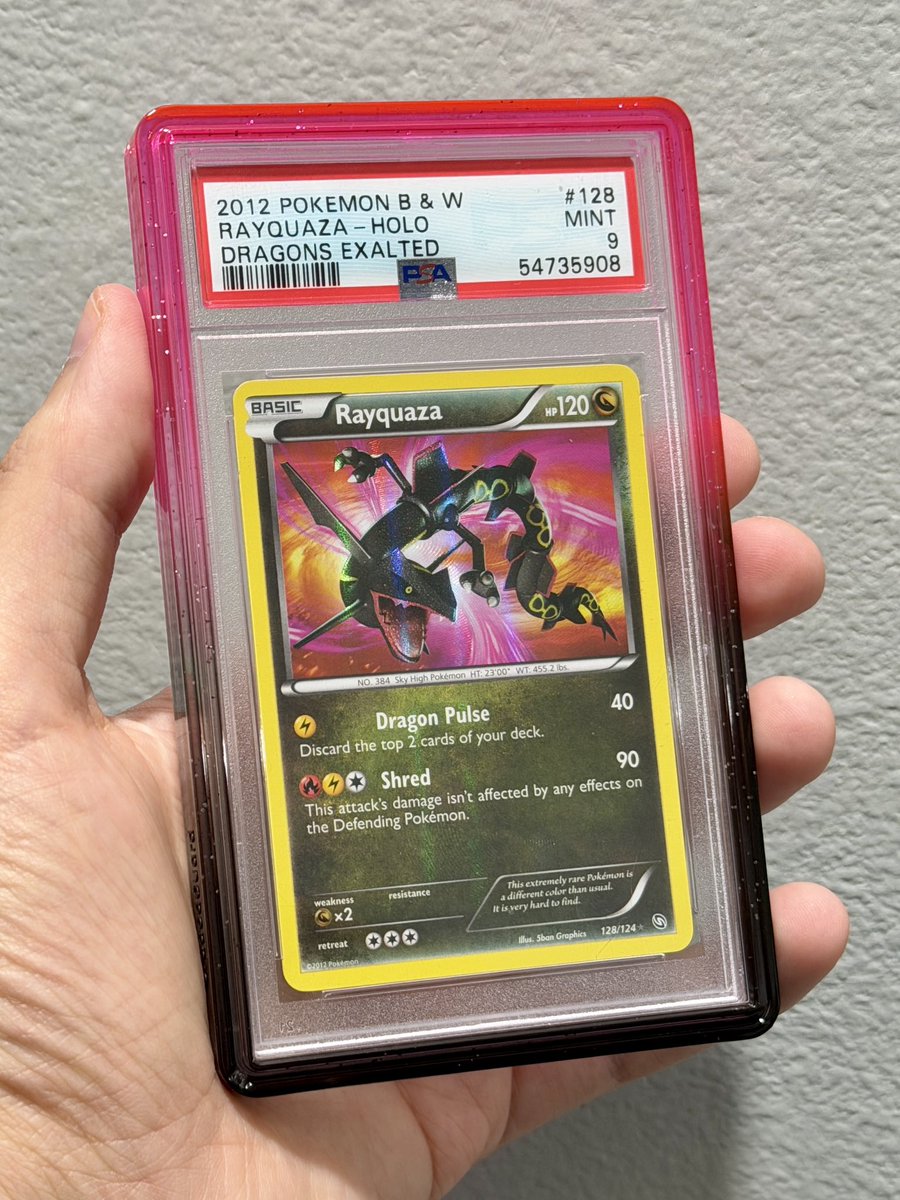 2012 POKEMON B & W #128
RAYQUAZA - HOLO MINT
DRAGONS EXALTED 9
PSA 54735908
BASIC Rayquaza HP120
NO. 384 Sky High Pokémon HT: 23'00" WT: 455.2 lbs.
Dragon Pulse 40
Discard the top 2 cards of your deck.
Shred 90
This attack's damage isn't affected by any effects on
the Defending Pokémon.
weakness resistance
×2
This extremely rare Pokémon is
a different color than usual.
It is very hard to find.
retreat
Illus. 5ban Graphics 128/124
©2012 Pokémon